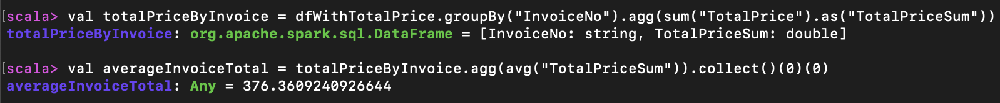 [scala> val totalPriceByInvoice = dfWithTotalPrice.groupBy("InvoiceNo").agg(sum("TotalPrice").as("TotalPriceSum"))
totalPriceByInvoice: org.apache.spark.sql.DataFrame = [InvoiceNo: string, TotalPriceSum: double]
[scala> val averageInvoiceTotal = totalPriceByInvoice.agg(avg("TotalPriceSum")).collect()(0)(0)
averageInvoiceTotal: Any = 376.3609240926644